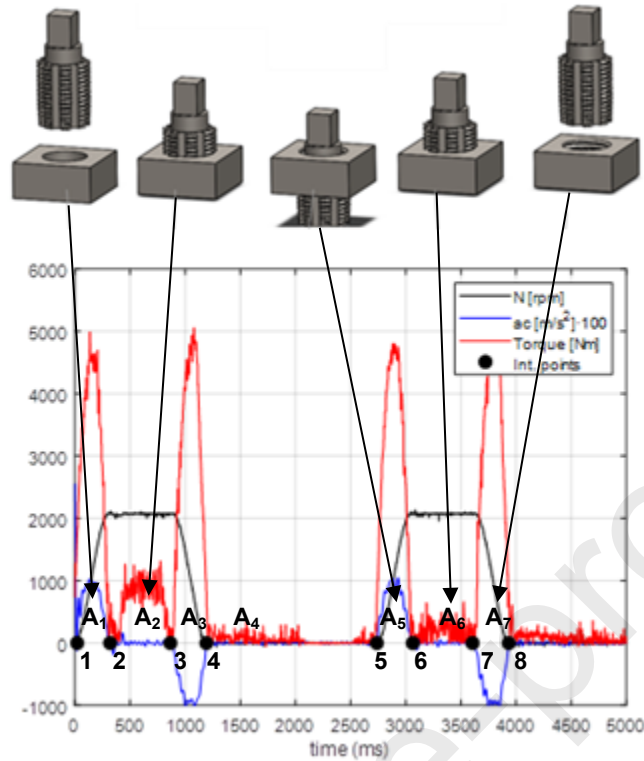 6000
5000
4000
3000
2000
1000
0
-1000
N [rpm]
ac [m/s²]·100
Torque [Nm]
Int. points
A₁ A₂ A₃ A₄ A₅ A₆ A₇
1 2 3 4 5 6 7 8
0 500 1000 1500 2000 2500 3000 3500 4000 4500 5000
time (ms)